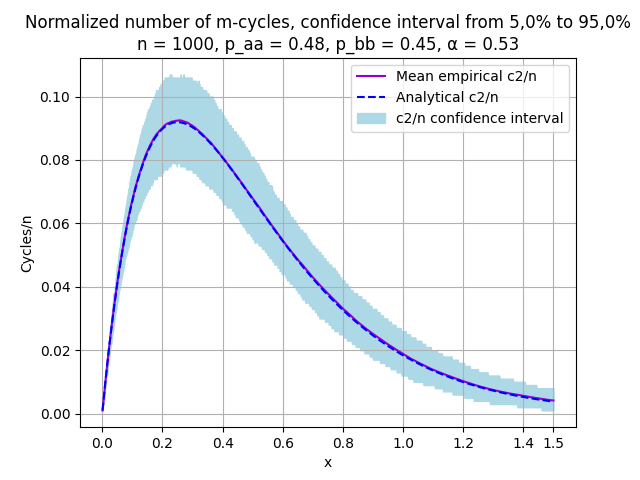 Normalized number of m-cycles, confidence interval from 5,0% to 95,0%
n = 1000, p_aa = 0.48, p_bb = 0.45, α = 0.53
Mean empirical c2/n
Analytical c2/n
c2/n confidence interval
Cycles/n
0.10
0.08
0.06
0.04
0.02
0.00
0.0 0.2 0.4 0.6 0.8 1.0 1.2 1.4 1.5
x